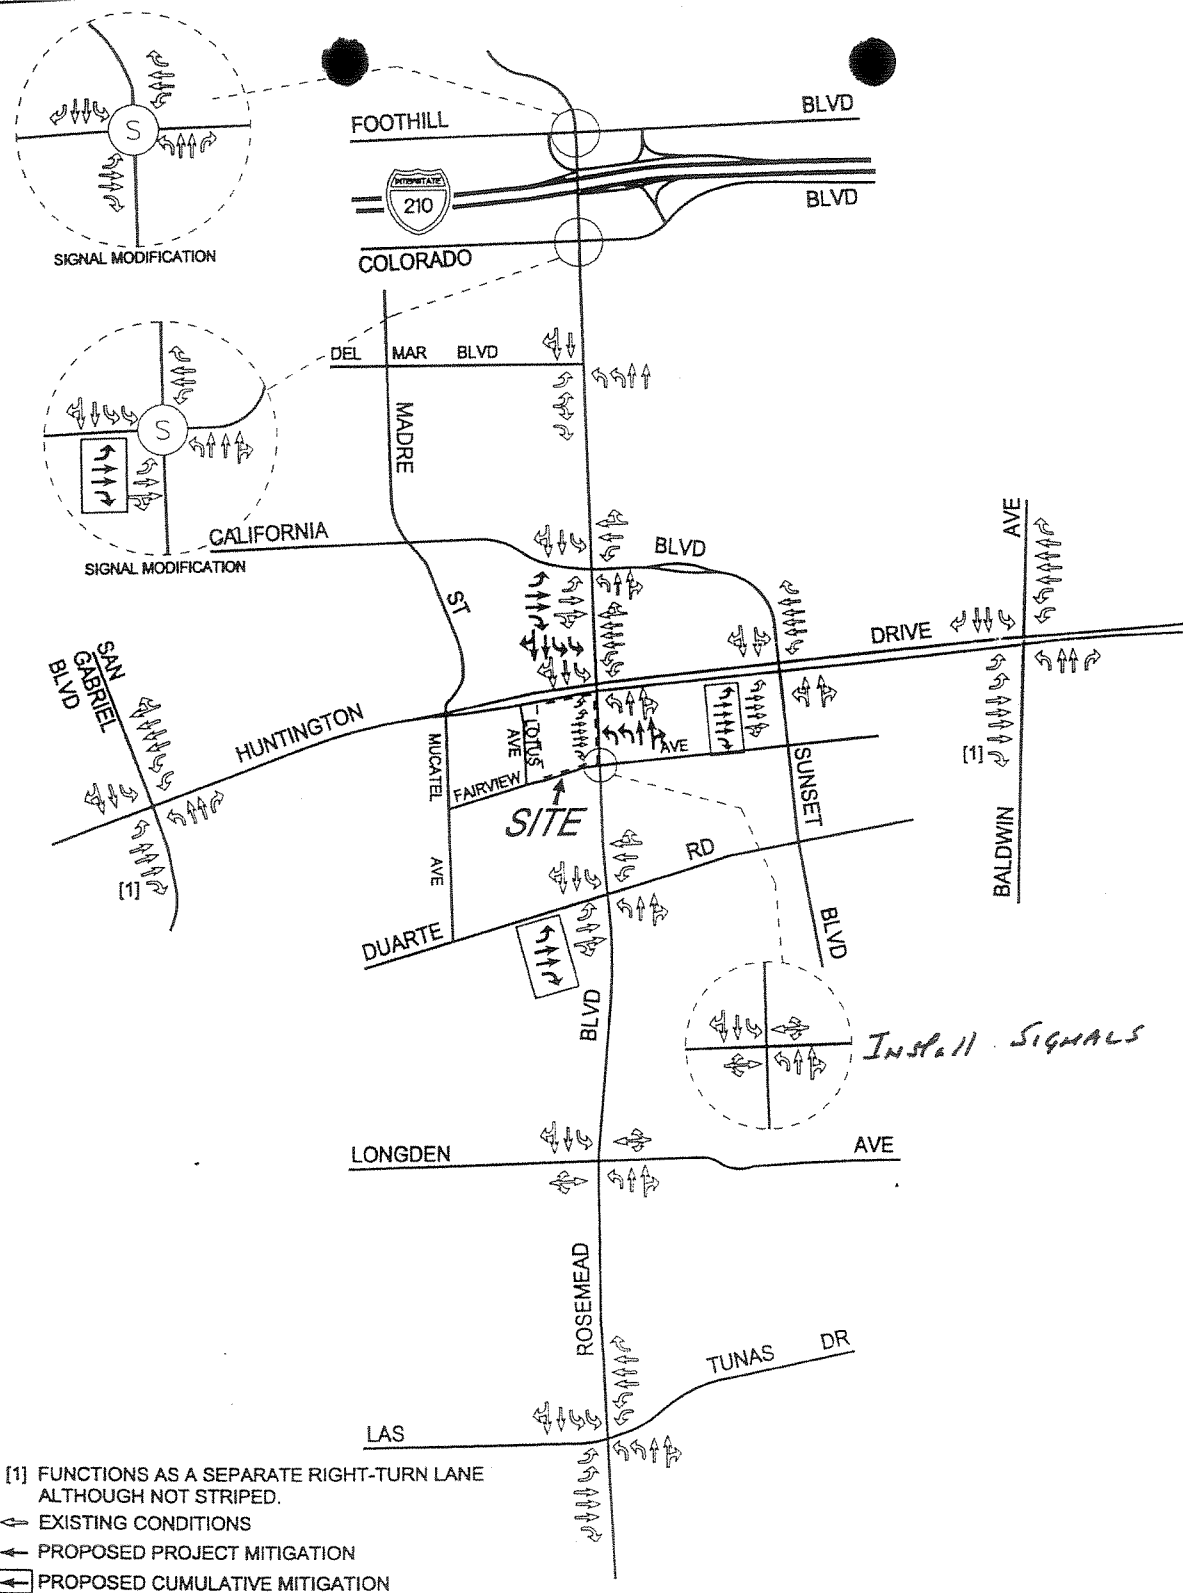 FOOTHILL BLVD
INTERSTATE
210
BLVD
COLORADO
S
SIGNAL MODIFICATION
DEL MAR BLVD
MADRE
S
SIGNAL MODIFICATION
CALIFORNIA
BLVD
AVE
ST
DRIVE
SAN
GABRIEL
BLVD
HUNTINGTON
MUCATEL
AVE
LOTUS
AVE
FAIRVIEW
SITE
SUNSET
[1]
[1]
AVE
RD
BALDWIN
DUARTE
BLVD
BLVD
Install Signals
LONGDEN
AVE
ROSEMEAD
TUNAS DR
LAS
[1] FUNCTIONS AS A SEPARATE RIGHT-TURN LANE
ALTHOUGH NOT STRIPED.
EXISTING CONDITIONS
PROPOSED PROJECT MITIGATION
PROPOSED CUMULATIVE MITIGATION